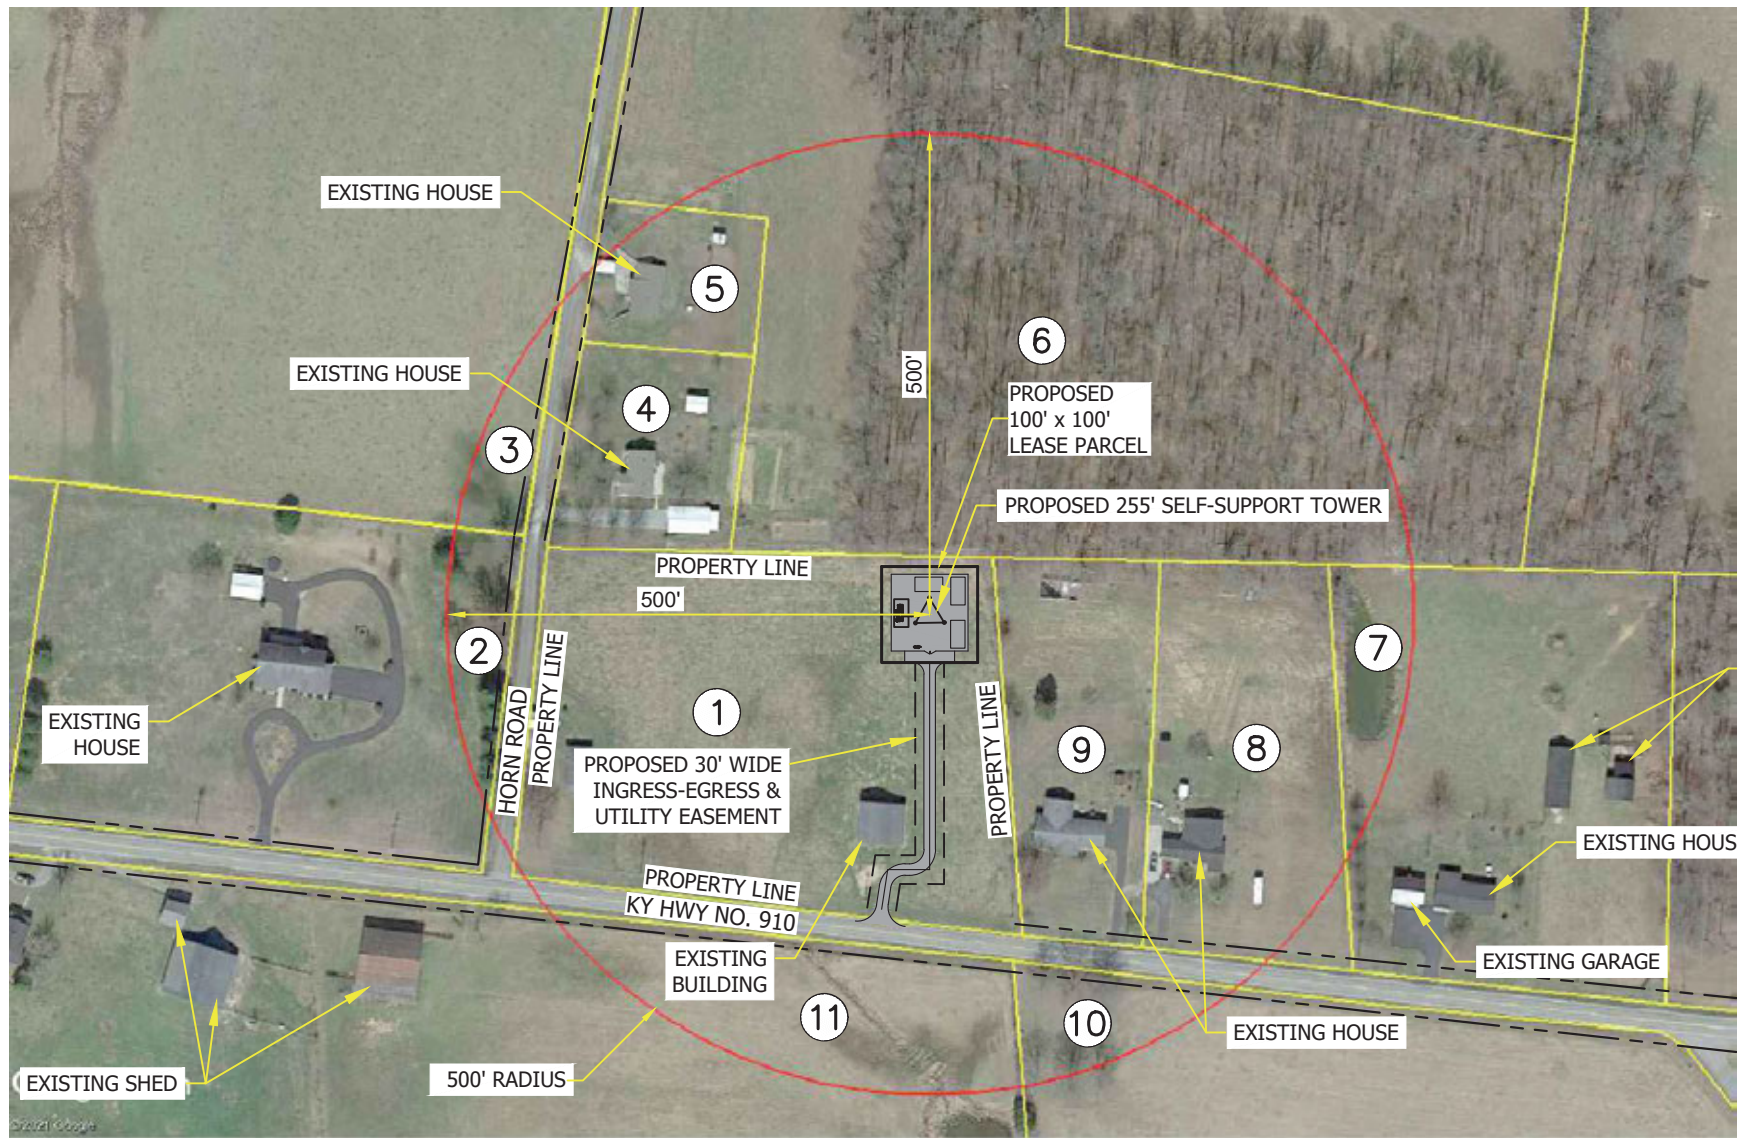 EXISTING HOUSE
5
6
500'
EXISTING HOUSE
4
PROPOSED
100' x 100'
LEASE PARCEL
3
PROPOSED 255' SELF-SUPPORT TOWER
PROPERTY LINE
500'
2
7
PROPERTY LINE
HORN ROAD
1
PROPERTY LINE
EXISTING
HOUSE
9
8
PROPOSED 30' WIDE
INGRESS-EGRESS &
UTILITY EASEMENT
EXISTING HOUS
PROPERTY LINE
KY HWY NO. 910
EXISTING
BUILDING
EXISTING GARAGE
11
10
EXISTING HOUSE
EXISTING SHED
500' RADIUS
©2021 Google